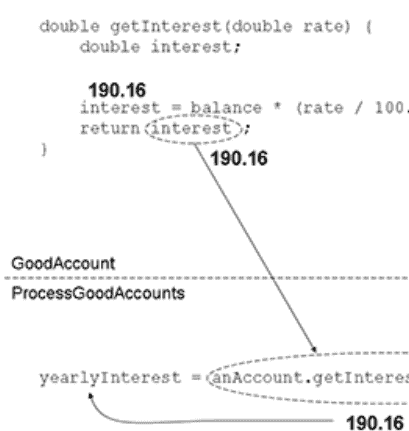 double getInterest(double rate) {
double interest;
190.16
interest = balance * (rate / 100.
return interest ;
190.16
}
GoodAccount
ProcessGoodAccounts
yearlyInterest = anAccount.getInteres
190.16